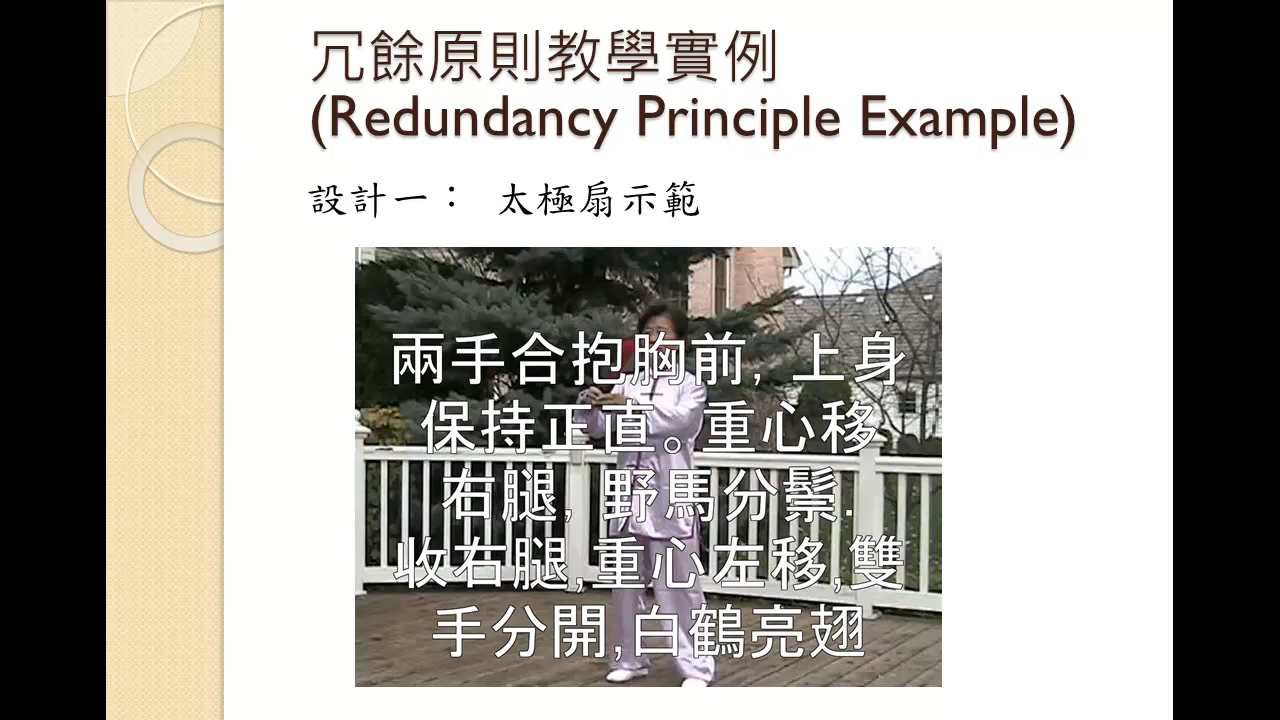 冗餘原則教學實例
(Redundancy Principle Example)
設計一： 太極扇示範
兩手合抱胸前, 上身
保持正直。重心移
右腿, 野馬分鬃.
收右腿,重心左移,雙
手分開,白鶴亮翅